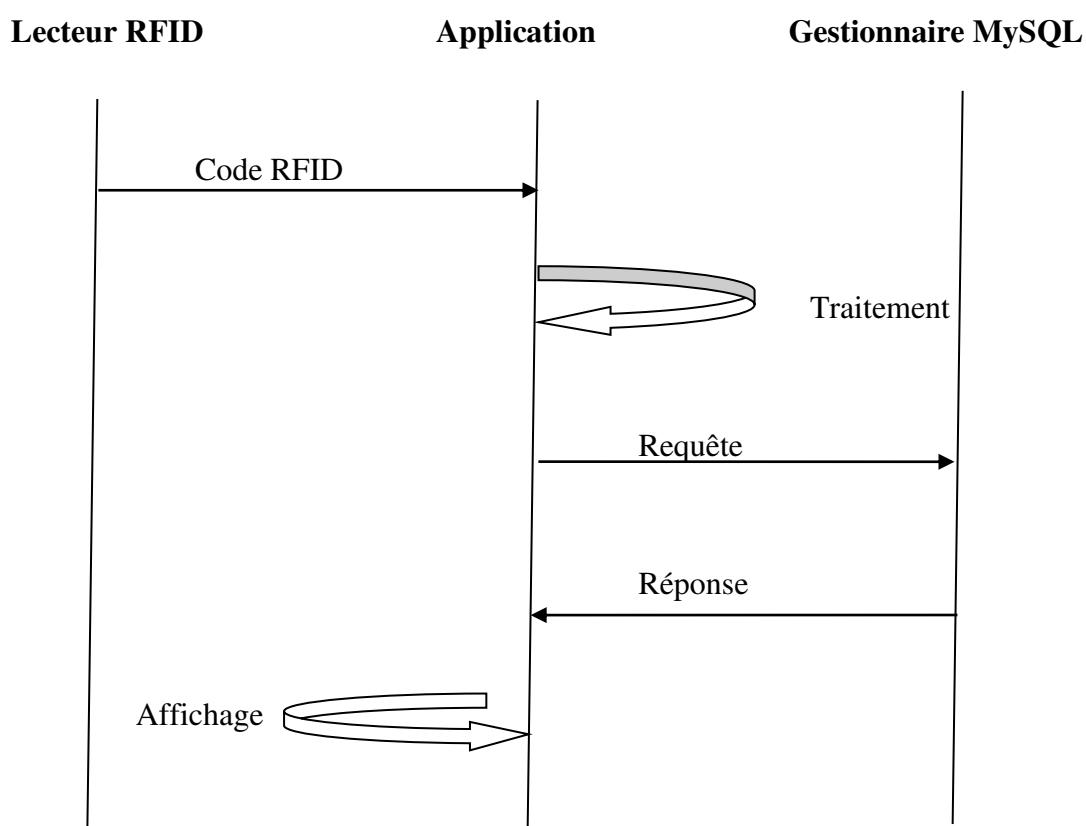 Lecteur RFID Application Gestionnaire MySQL
Code RFID
Traitement
Requête
Réponse
Affichage